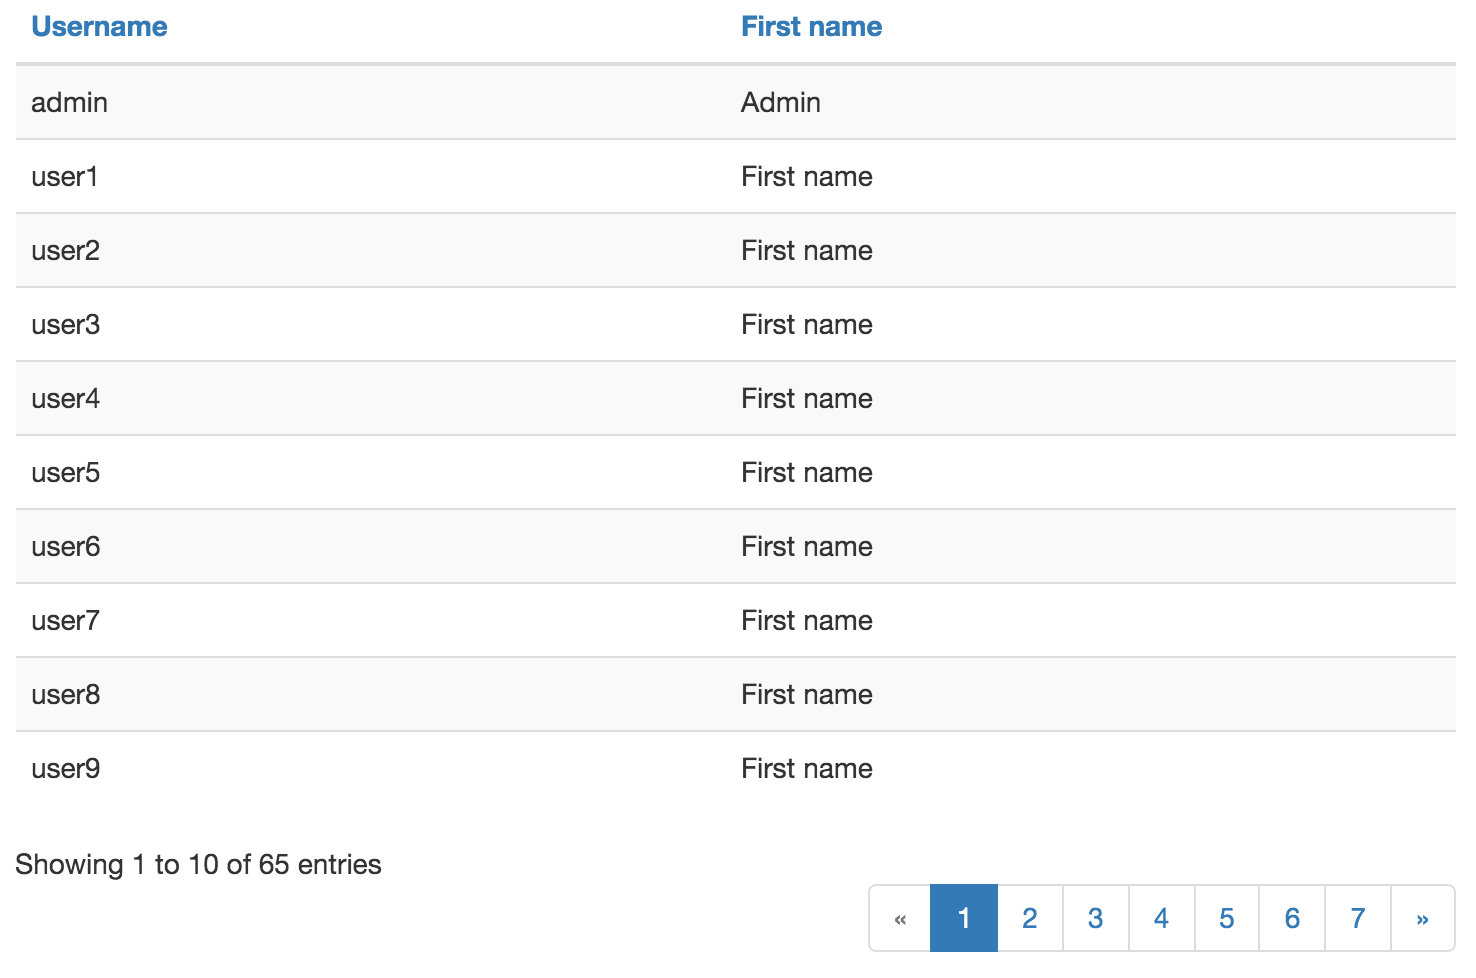 Username First name
admin Admin
user1 First name
user2 First name
user3 First name
user4 First name
user5 First name
user6 First name
user7 First name
user8 First name
user9 First name
Showing 1 to 10 of 65 entries
« 1 2 3 4 5 6 7 »